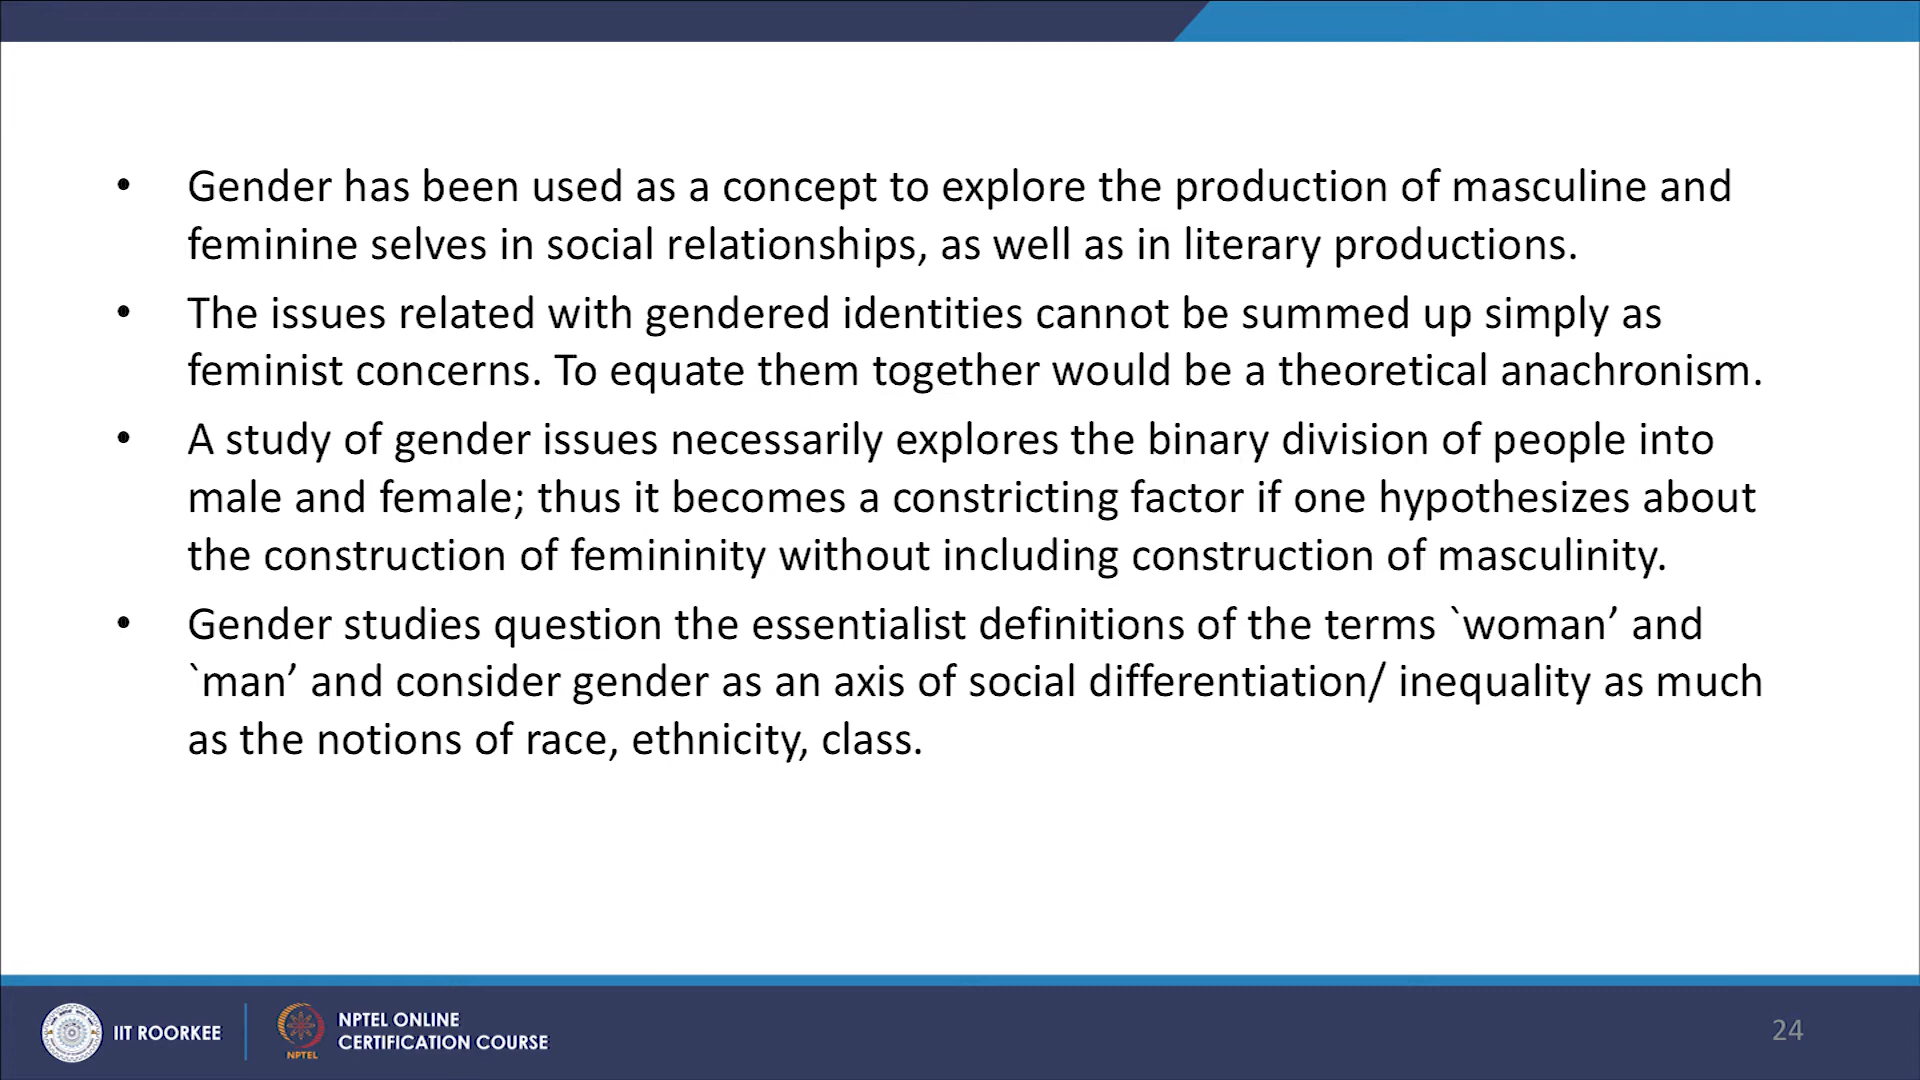 • Gender has been used as a concept to explore the production of masculine and
feminine selves in social relationships, as well as in literary productions.
• The issues related with gendered identities cannot be summed up simply as
feminist concerns. To equate them together would be a theoretical anachronism.
• A study of gender issues necessarily explores the binary division of people into
male and female; thus it becomes a constricting factor if one hypothesizes about
the construction of femininity without including construction of masculinity.
• Gender studies question the essentialist definitions of the terms `woman’ and
`man’ and consider gender as an axis of social differentiation/ inequality as much
as the notions of race, ethnicity, class.
IIT ROORKEE
NPTEL
NPTEL ONLINE
CERTIFICATION COURSE
24